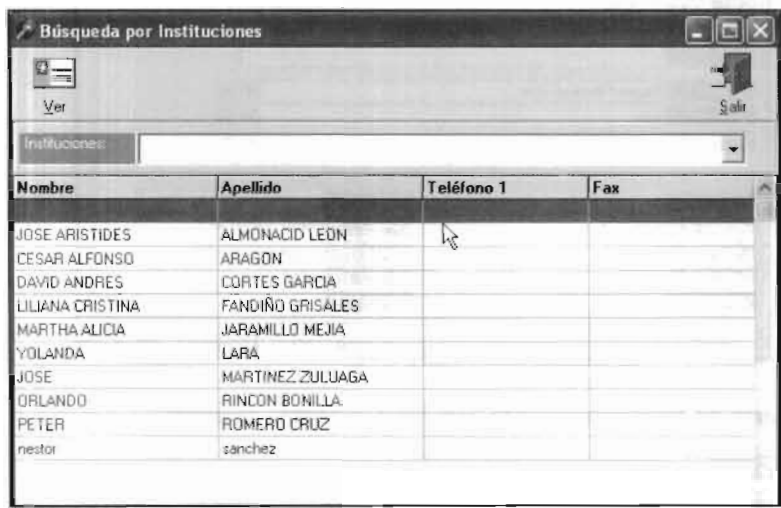 Búsqueda por Instituciones
Ver
Salir
Instituciones:
Nombre Apellido Teléfono 1 Fax
JOSE ARISTIDES ALMONACID LEON
CESAR ALFONSO ARAGON
DAVID ANDRES CORTES GARCIA
LILIANA CRISTINA FANDIÑO GRISALES
MARTHA ALICIA JARAMILLO MEJIA
YOLANDA LARA
JOSE MARTINEZ ZULUAGA
ORLANDO RINCON BONILLA
PETER ROMERO CRUZ
nestor sanchez